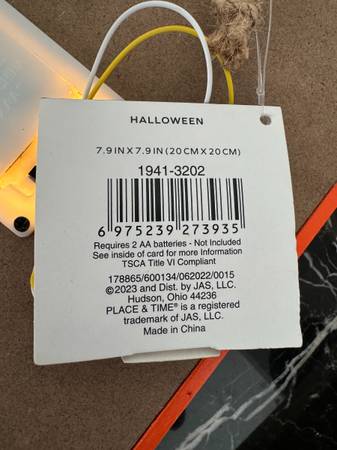 HALLOWEEN
7.9 IN X 7.9 IN (20 CM X 20 CM)
1941-3202
6 975239 273935
Requires 2 AA batteries - Not Included
See inside of card for more Information
TSCA Title VI Compliant
178865/600134/062022/0015
©2023 and Dist. by JAS, LLC.
Hudson, Ohio 44236
PLACE & TIME® is a registered
trademark of JAS, LLC.
Made in China